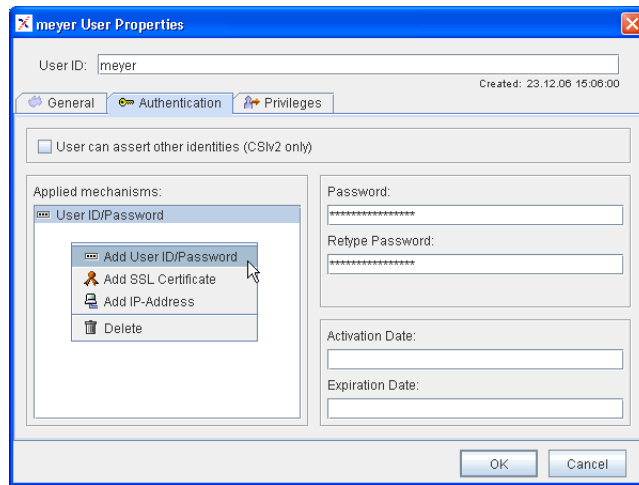 meyer User Properties
User ID: meyer
Created: 23.12.06 15:06:00
General Authentication Privileges
User can assert other identities (CSIv2 only)
Applied mechanisms:
User ID/Password
Add User ID/Password
Add SSL Certificate
Add IP-Address
Delete
Password:
****************
Retype Password:
****************
Activation Date:
Expiration Date:
OK Cancel